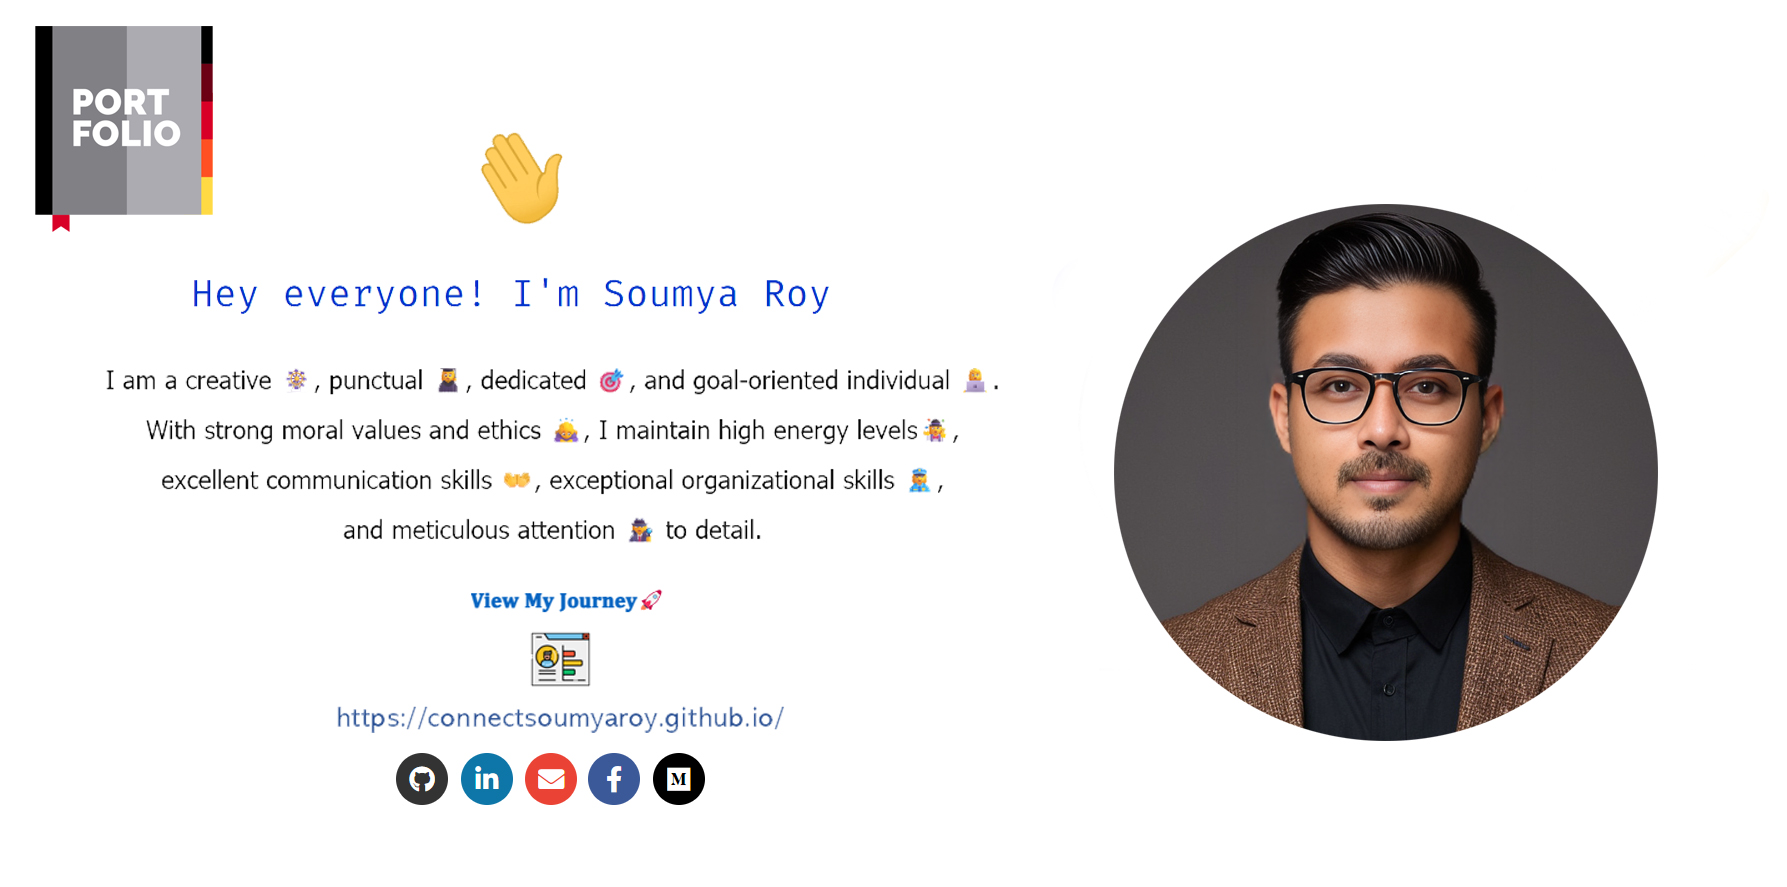 PORT
FOLIO
Hey everyone! I'm Soumya Roy
I am a creative , punctual , dedicated , and goal-oriented individual .
With strong moral values and ethics , I maintain high energy levels ,
excellent communication skills , exceptional organizational skills ,
and meticulous attention to detail.
View My Journey
https://connectsoumyaroy.github.io/
in
f
M